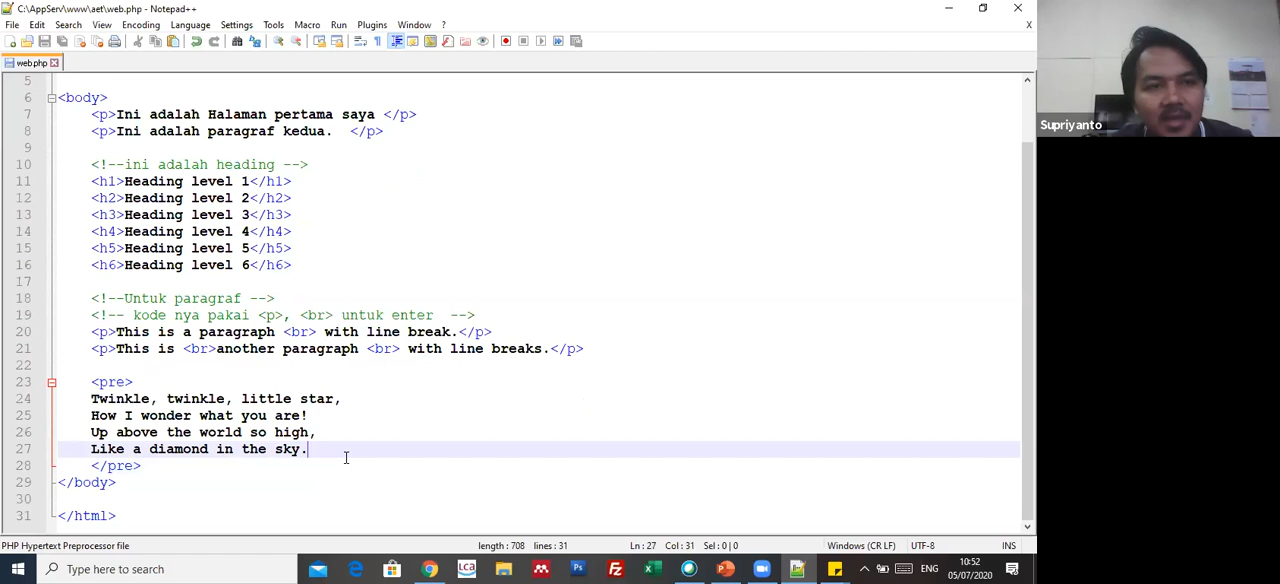 C:\AppServ\www\aet\web.php - Notepad++
File Edit Search View Encoding Language Settings Tools Macro Run Plugins Window ?
X
web.php
5
6 <body>
7 <p>Ini adalah Halaman pertama saya </p>
8 <p>Ini adalah paragraf kedua.  </p>
9
10 <!--ini adalah heading -->
11 <h1>Heading level 1</h1>
12 <h2>Heading level 2</h2>
13 <h3>Heading level 3</h3>
14 <h4>Heading level 4</h4>
15 <h5>Heading level 5</h5>
16 <h6>Heading level 6</h6>
17
18 <!--Untuk paragraf -->
19 <!-- kode nya pakai <p>, <br> untuk enter  -->
20 <p>This is a paragraph <br> with line break.</p>
21 <p>This is <br>another paragraph <br> with line breaks.</p>
22
23 <pre>
24 Twinkle, twinkle, little star,
25 How I wonder what you are!
26 Up above the world so high,
27 Like a diamond in the sky.
28 </pre>
29 </body>
30
31 </html>
Supriyanto
PHP Hypertext Preprocessor file length: 708 lines: 31 Ln: 27 Col: 31 Sel: 0 | 0 Windows (CR LF) UTF-8 INS
Type here to search
LCA
Ps
ENG
10:52
05/07/2020